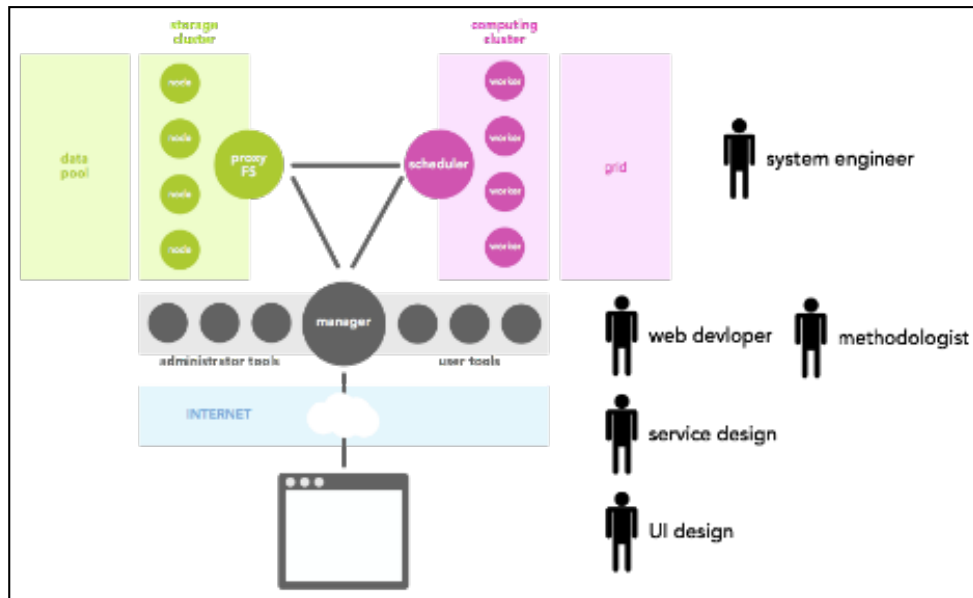 storage
cluster
computing
cluster
node
node
node
node
data
pool
proxy
FS
scheduler
worker
worker
worker
worker
grid
system engineer
manager
administrator tools
user tools
web devloper
methodologist
INTERNET
service design
UI design